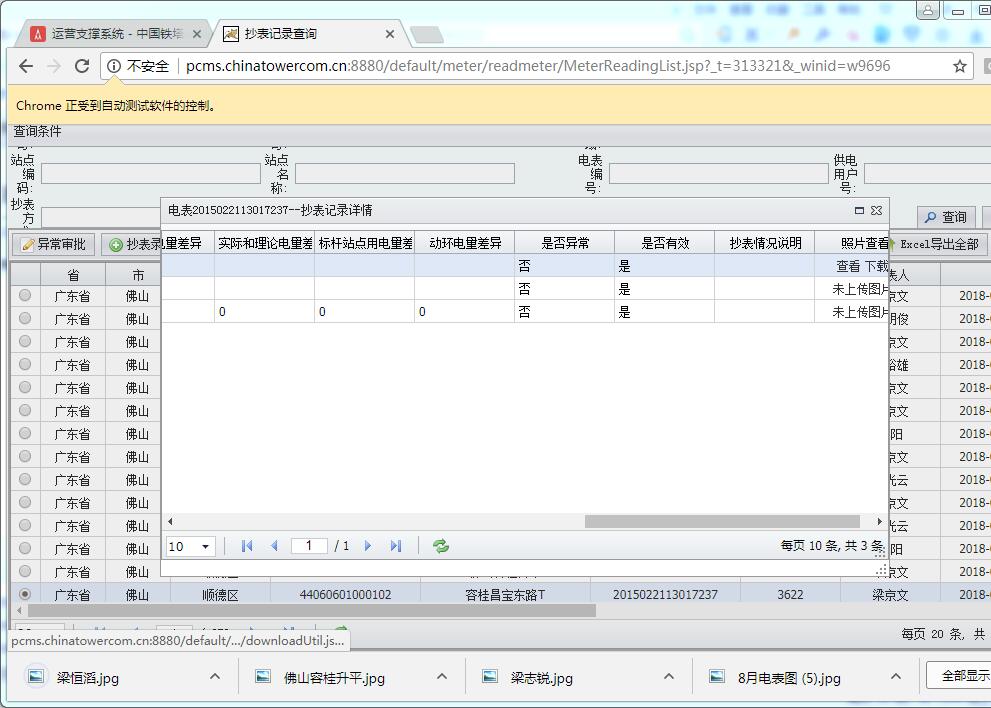 运营支撑系统 - 中国铁塔
抄表记录查询
不安全 pcms.chinatowercom.cn:8880/default/meter/readmeter/MeterReadingList.jsp?_t=313321&_winid=w9696
Chrome 正受到自动测试软件的控制。
查询条件
站点编码:
站点名称:
电表编号:
供电用户号:
抄表方
查询
异常审批
抄表录
Excel导出全部
电表2015022113017237--抄表记录详情
电量差异 实际和理论电量差 标杆站点用电量差 动环电量差异 是否异常 是否有效 抄表情况说明 照片查看
否 是 查看 下载
否 是 未上传图片
0 0 0 否 是 未上传图片
10 1 / 1 每页 10 条, 共 3 条
省 市 表人
广东省 佛山 京文 2018-
广东省 佛山 明俊 2018-
广东省 佛山 京文 2018-
广东省 佛山 裕雄 2018-
广东省 佛山 京文 2018-
广东省 佛山 京文 2018-
广东省 佛山 阳 2018-
广东省 佛山 京文 2018-
广东省 佛山 光云 2018-
广东省 佛山 京文 2018-
广东省 佛山 光云 2018-
广东省 佛山 阳 2018-
广东省 佛山 京文 2018-
广东省 佛山 顺德区 44060601000102 容桂昌宝东路T 2015022113017237 3622 梁京文 2018-
每页 20 条, 共
pcms.chinatowercom.cn:8880/default/.../downloadUtil.js...
梁恒滔.jpg
佛山容桂升平.jpg
梁志锐.jpg
8月电表图 (5).jpg
全部显示